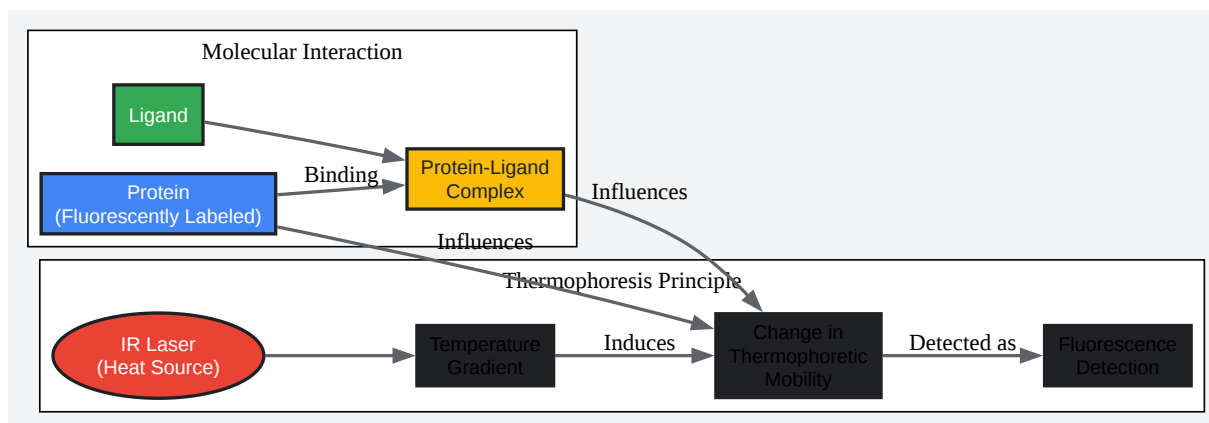 Molecular Interaction
Ligand
Protein
(Fluorescently Labeled)
Binding
Protein-Ligand
Complex
Influences
Influences
Thermophoresis Principle
IR Laser
(Heat Source)
Temperature
Gradient
Induces
Change in
Thermophoretic
Mobility
Detected as
Fluorescence
Detection